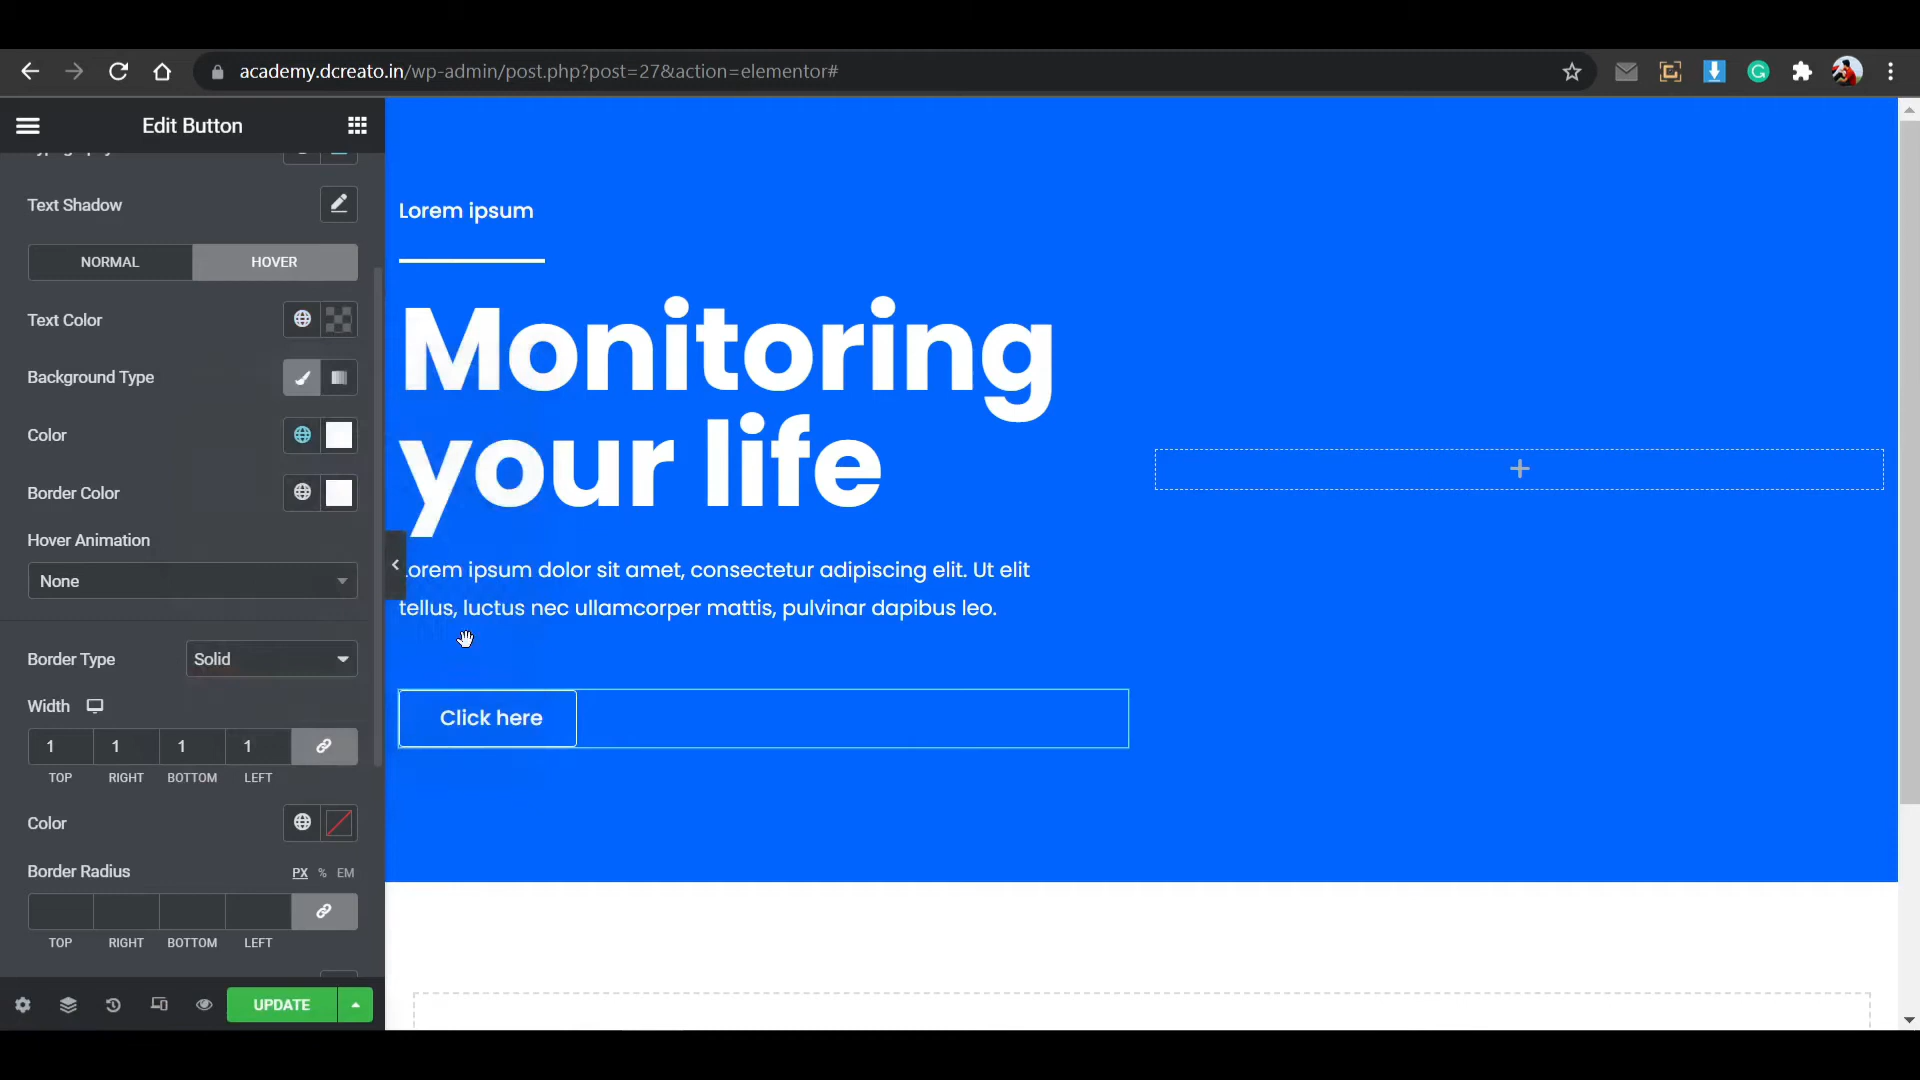 academy.dcreato.in/wp-admin/post.php?post=27&action=elementor#
Edit Button
Text Shadow
NORMAL
HOVER
Text Color
Background Type
Color
Border Color
Hover Animation
None
Border Type
Solid
Width
1 1 1 1
TOP RIGHT BOTTOM LEFT
Color
Border Radius
PX % EM
TOP RIGHT BOTTOM LEFT
UPDATE
Lorem ipsum
Monitoring
your life
Lorem ipsum dolor sit amet, consectetur adipiscing elit. Ut elit
tellus, luctus nec ullamcorper mattis, pulvinar dapibus leo.
Click here